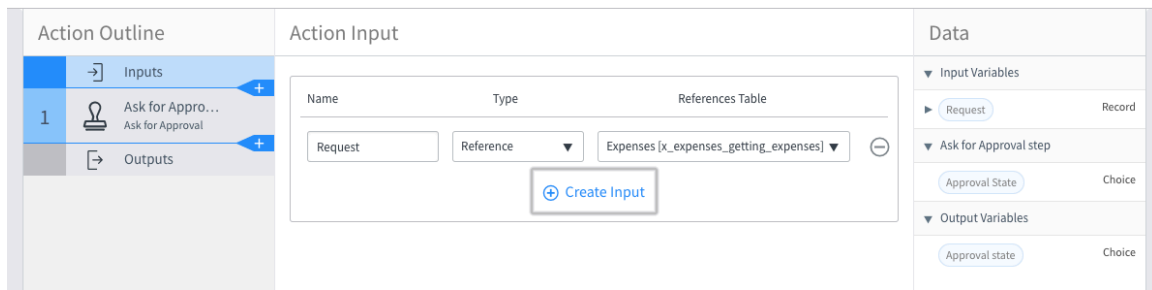 Action Outline
Inputs
1
Ask for Appro...
Ask for Approval
Outputs
Action Input
Name Type References Table
Request Reference Expenses [x_expenses_getting_expenses]
Create Input
Data
Input Variables
Request Record
Ask for Approval step
Approval State Choice
Output Variables
Approval state Choice